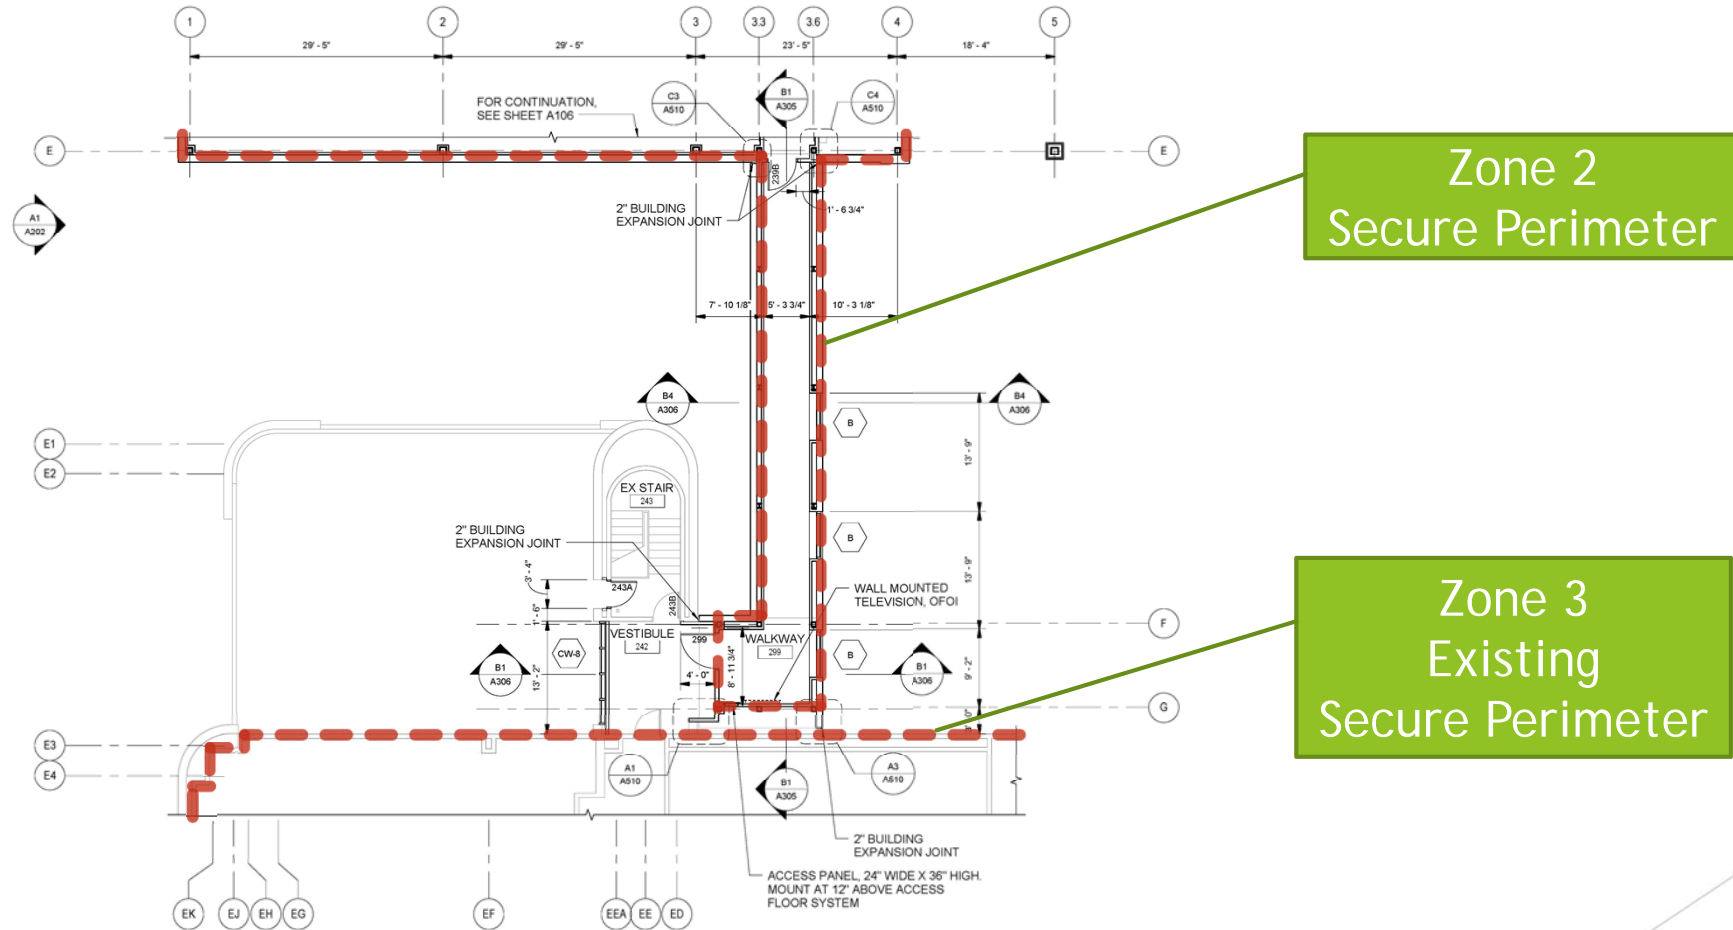 1
2
3
3.3
3.6
4
5
29' - 5"
29' - 5"
23' - 5"
18' - 4"
FOR CONTINUATION,
SEE SHEET A106
C3
A510
B1
A305
C4
A510
E
E
239B
Zone 2
Secure Perimeter
A1
A202
2" BUILDING
EXPANSION JOINT
1' - 6 3/4"
7' - 10 1/8"
5' - 3 3/4"
10' - 3 1/8"
B4
A306
B4
A306
B
E1
E2
13' - 9"
EX STAIR
243
2" BUILDING
EXPANSION JOINT
B
3' - 4"
243A
13' - 9"
WALL MOUNTED
TELEVISION, OFOI
1' - 6"
243B
F
VESTIBULE
242
299
WALKWAY
299
CW-8
B
B1
A306
13' - 2"
4' - 0"
8' - 11 3/4"
B1
A306
9' - 2"
Zone 3
Existing
Secure Perimeter
G
3' - 0"
E3
E4
A1
A510
B1
A305
A3
A510
2" BUILDING
EXPANSION JOINT
ACCESS PANEL, 24" WIDE X 36" HIGH.
MOUNT AT 12" ABOVE ACCESS
FLOOR SYSTEM
EK
EJ
EH
EG
EF
EEA
EE
ED